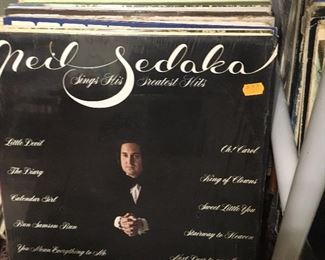 Neil Sedaka
Sings His Greatest Hits
Little Devil
Oh! Carol
The Diary
King of Clowns
Calendar Girl
Sweet Little You
Run Samson Run
Stairway to Heaven
You Mean Everything to Me